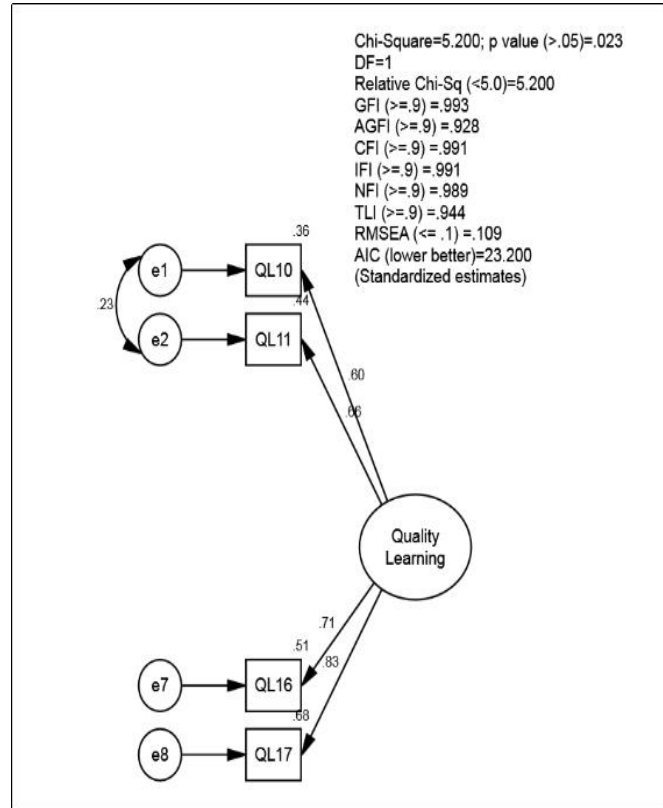 Chi-Square=5.200; p value (>.05)=.023
DF=1
Relative Chi-Sq (<5.0)=5.200
GFI (>=.9) =.993
AGFI (>=.9) =.928
CFI (>=.9) =.991
IFI (>=.9) =.991
NFI (>=.9) =.989
TLI (>=.9) =.944
RMSEA (<= .1) =.109
AIC (lower better)=23.200
(Standardized estimates)
.36
e1
QL10
.44
.23
e2
QL11
.60
.66
Quality
Learning
.71
.51
.83
e7
QL16
.68
e8
QL17